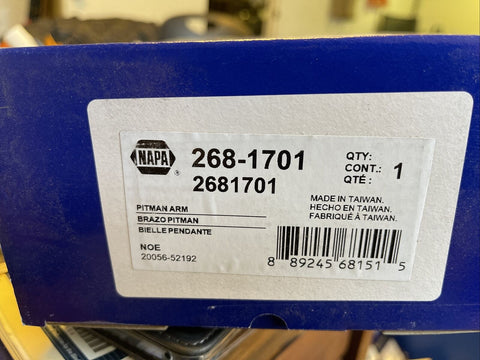 NAPA
268-1701
2681701
QTY:
CONT.: 1
QTÉ :
PITMAN ARM
BRAZO PITMAN
BIELLE PENDANTE
NOE
20056-52192
MADE IN TAIWAN.
HECHO EN TAIWAN.
FABRIQUÉ À TAIWAN.
8 89245 68151 5